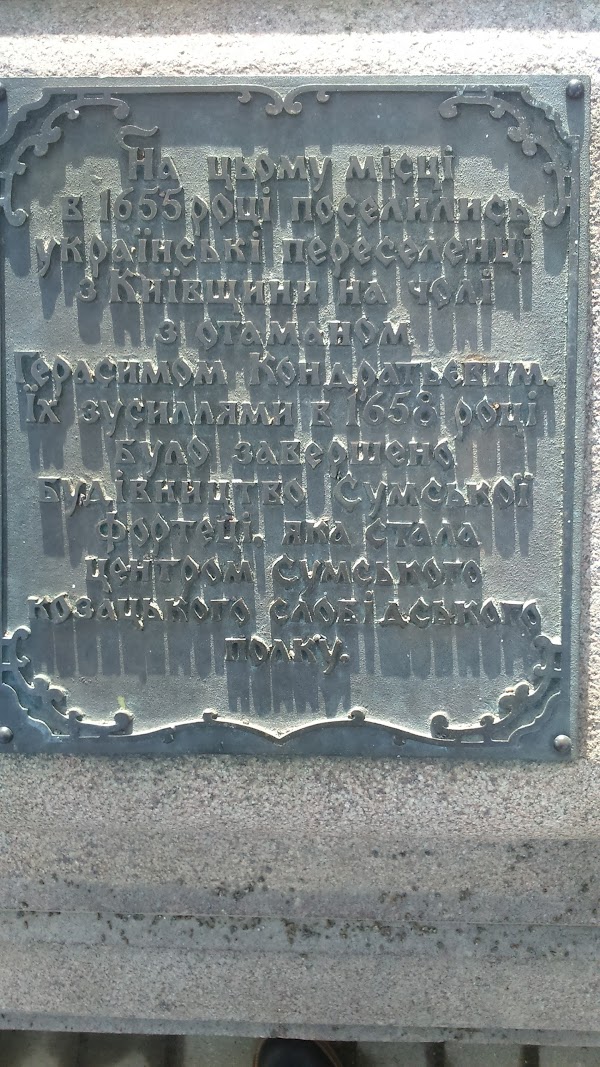 На цьому місці
в 1655 році поселились
українські переселенці
з Київщини на чолі
з отаманом
Герасимом Кондратьєвим.
Їх зусиллями в 1658 році
було завершено
будівництво Сумської
фортеці, яка стала
центром Сумського
козацького слобідського
полку.